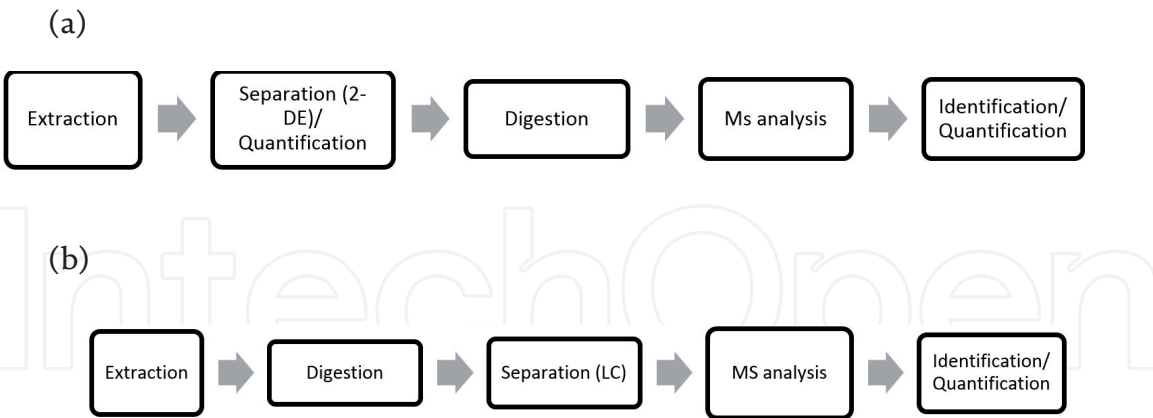 (a)
Extraction
Separation (2-
DE)/
Quantification
Digestion
Ms analysis
Identification/
Quantification
IntechOpen
(b)
Extraction
Digestion
Separation (LC)
MS analysis
Identification/
Quantification